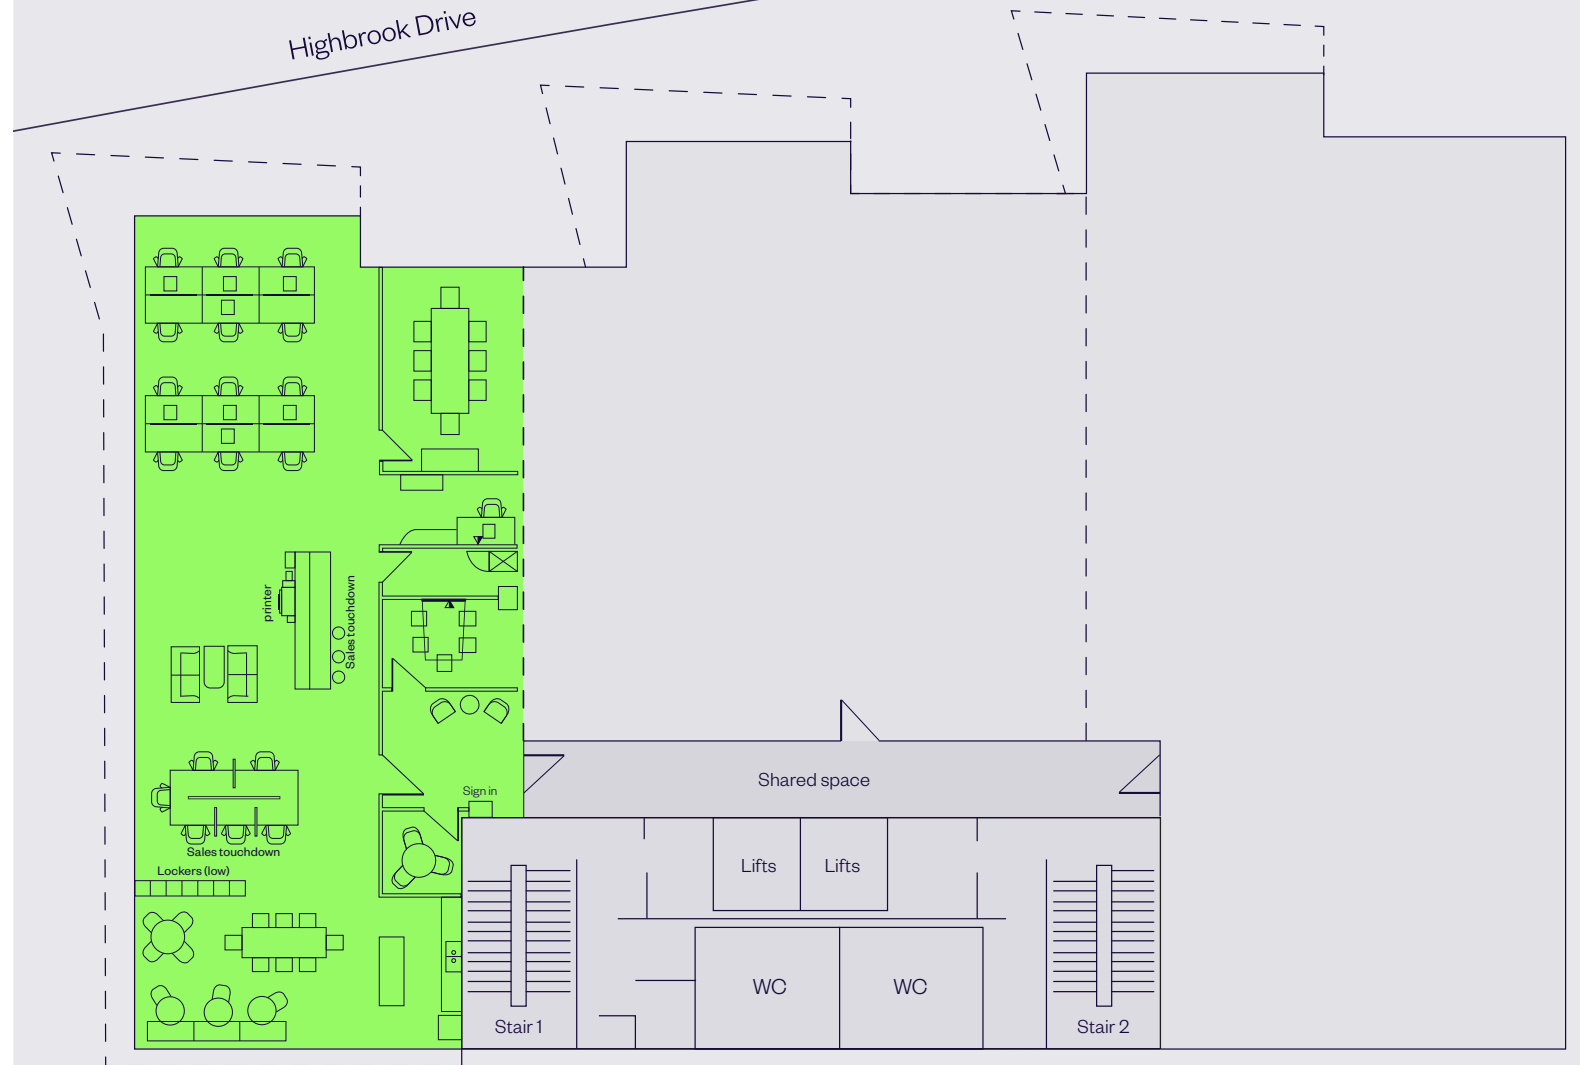 Highbrook Drive
printer
Sales touchdown
Shared space
Sign in
Sales touchdown
Lockers (low)
Lifts
Lifts
WC
WC
Stair 1
Stair 2